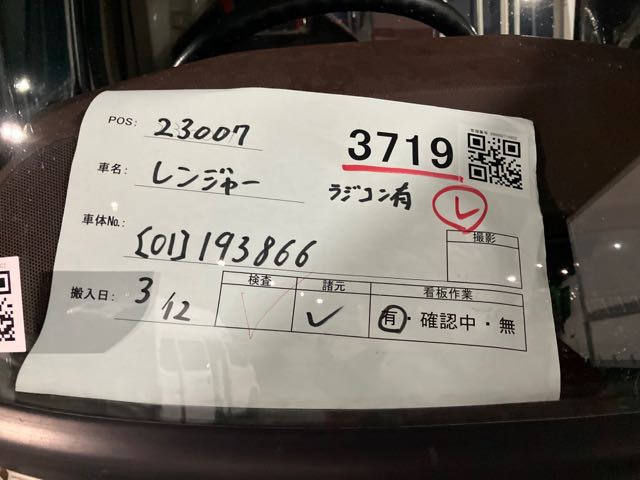 POS: 23007
3719
車名: レンジャー
ラジコン有
レ
車体No.: {01}193866
撮影
搬入日: 3/12
検査 諸元 看板作業
✓ ✓ 有・確認中・無